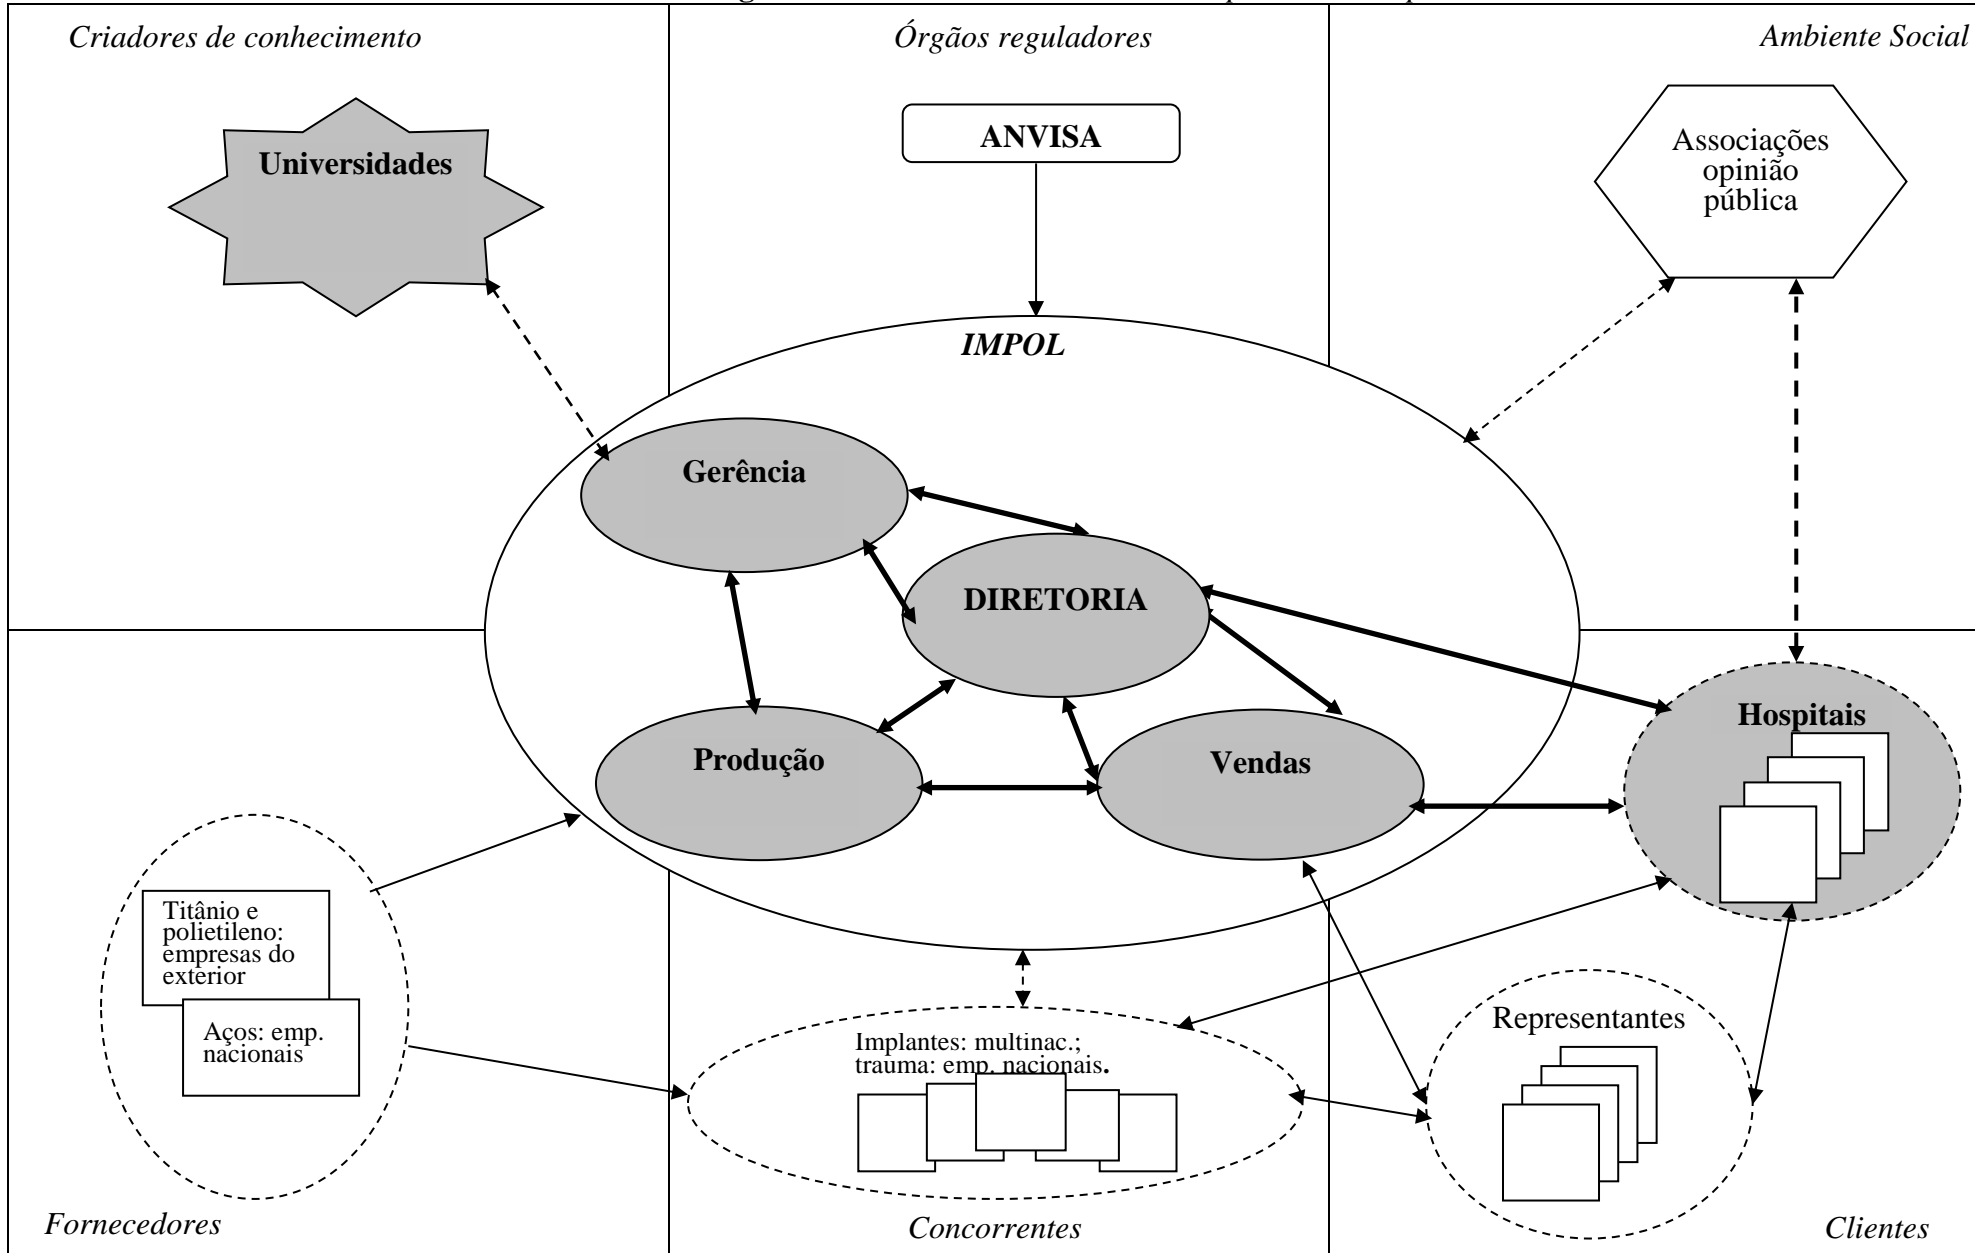 Criadores de conhecimento
Órgãos reguladores
Ambiente Social
Universidades
ANVISA
Associações
opinião
pública
IMPOL
Gerência
DIRETORIA
Produção
Vendas
Hospitais
Titânio e
polietileno:
empresas do
exterior
Aços: emp.
nacionais
Implantes: multinac.;
trauma: emp. nacionais.
Representantes
Fornecedores
Concorrentes
Clientes